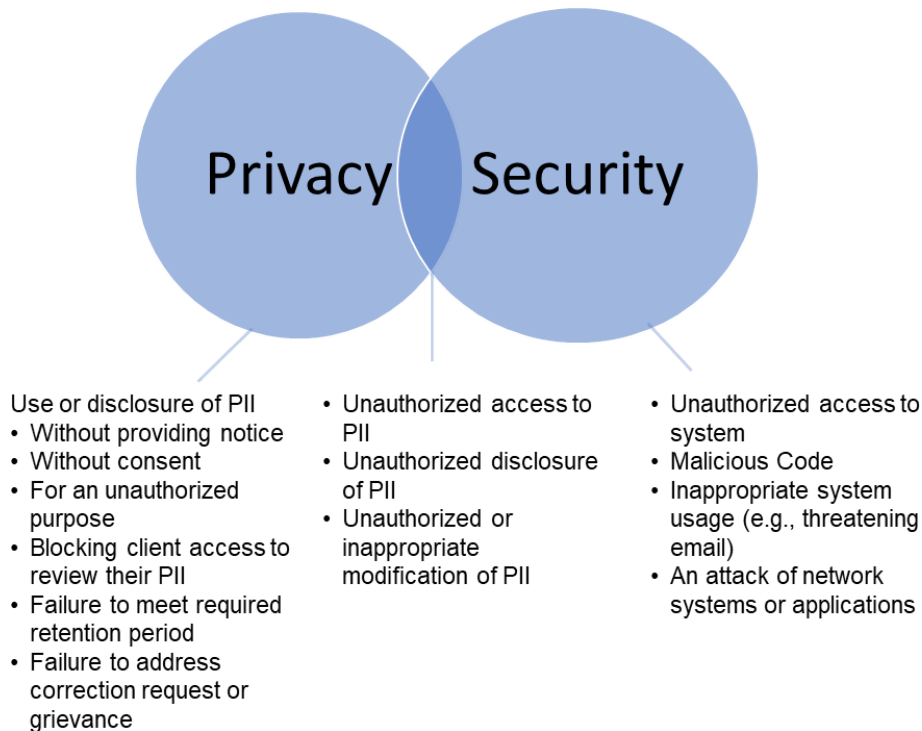 Privacy
Security
Use or disclosure of PII
• Without providing notice
• Without consent
• For an unauthorized
purpose
• Blocking client access to
review their PII
• Failure to meet required
retention period
• Failure to address
correction request or
grievance
• Unauthorized access to
PII
• Unauthorized disclosure
of PII
• Unauthorized or
inappropriate
modification of PII
• Unauthorized access to
system
• Malicious Code
• Inappropriate system
usage (e.g., threatening
email)
• An attack of network
systems or applications